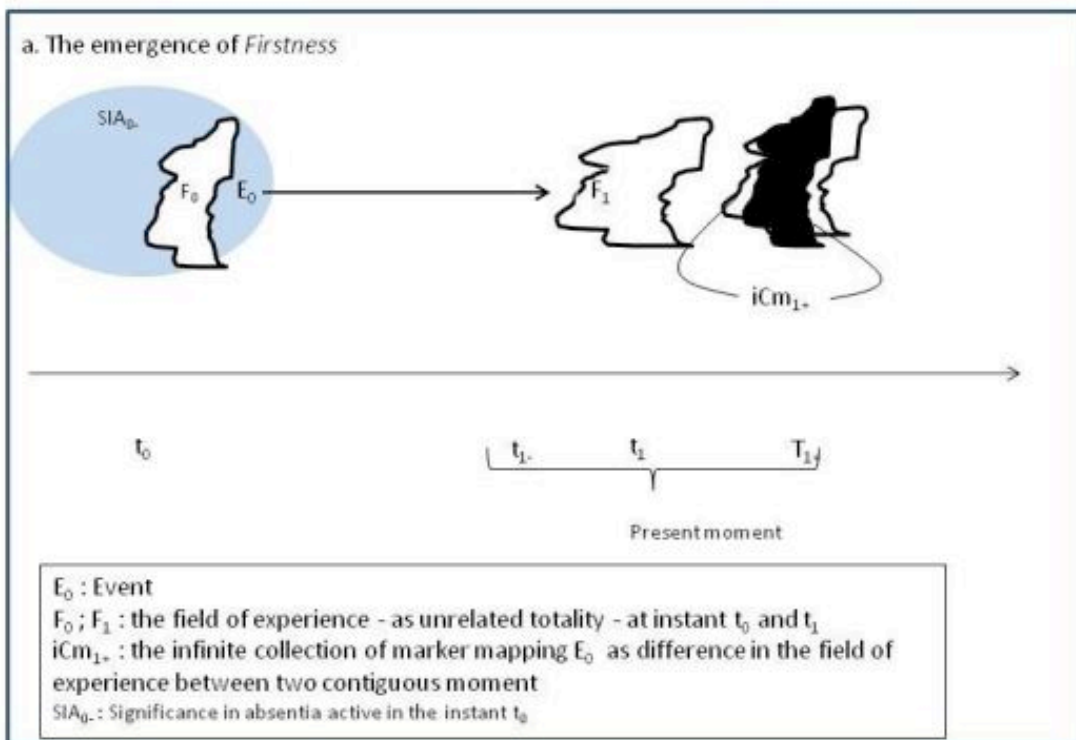 a. The emergence of Firstness
SIA₀₋
F₀ E₀ F₁
iCm₁₊
t₀ t₁₋ t₁ T₁₊
Present moment
E₀ : Event
F₀ ; F₁ : the field of experience - as unrelated totality - at instant t₀ and t₁
iCm₁₊ : the infinite collection of marker mapping E₀ as difference in the field of
experience between two contiguous moment
SIA₀₋ : Significance in absentia active in the instant t₀